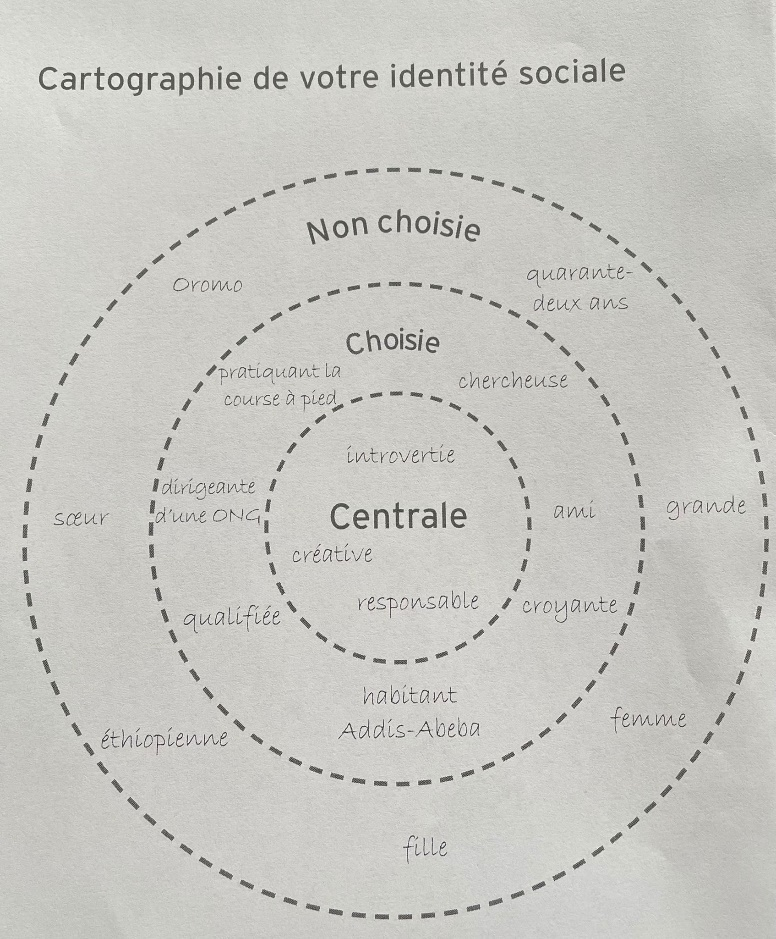 Cartographie de votre identité sociale
Non choisie
Oromo
quarante-
deux ans
Choisie
pratiquant la
course à pied
chercheuse
introvertie
dirigeante
d'une ONG
sœur
Centrale
ami
grande
créative
responsable
croyante
qualifiée
habitant
Addis-Abeba
femme
éthiopienne
fille